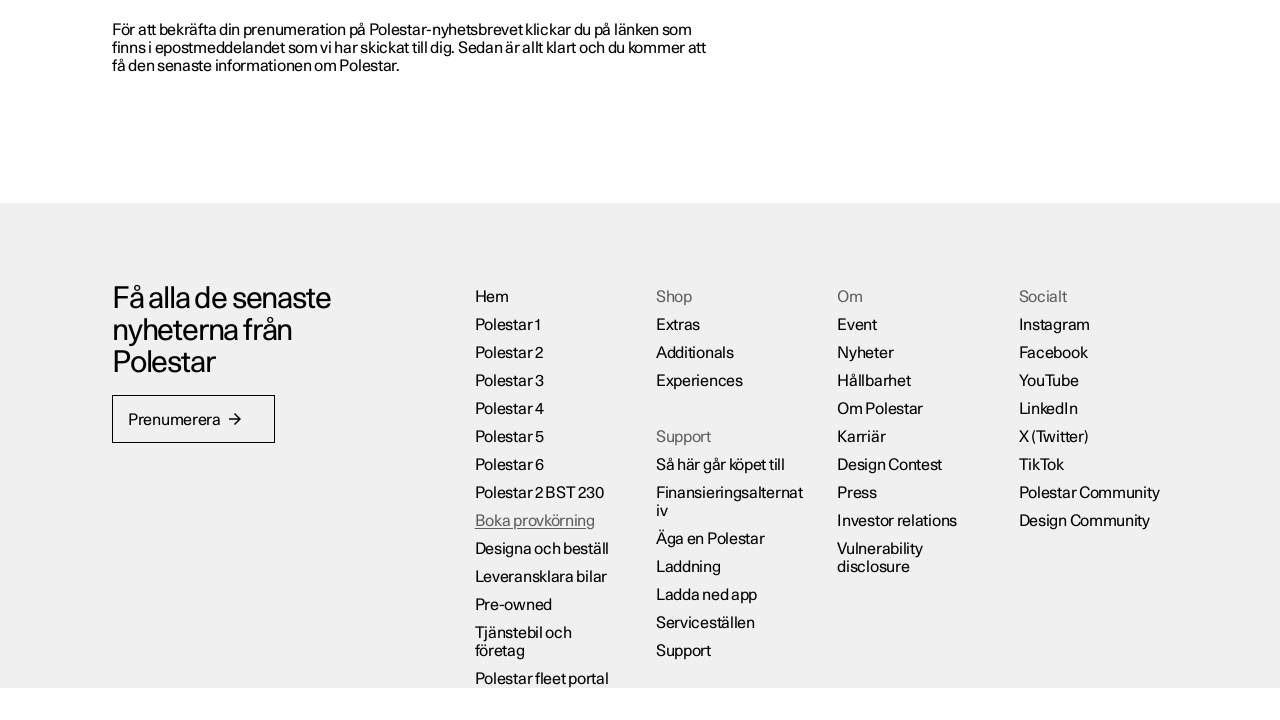 För att bekräfta din prenumeration på Polestar-nyhetsbrevet klickar du på länken som
finns i epostmeddelandet som vi har skickat till dig. Sedan är allt klart och du kommer att
få den senaste informationen om Polestar.
Få alla de senaste
nyheterna från
Polestar
Prenumerera →
Hem
Polestar 1
Polestar 2
Polestar 3
Polestar 4
Polestar 5
Polestar 6
Polestar 2 BST 230
Boka provkörning
Designa och beställ
Leveransklara bilar
Pre-owned
Tjänstebil och
företag
Polestar fleet portal
Shop
Extras
Additionals
Experiences
Support
Så här går köpet till
Finansieringsalternat
iv
Äga en Polestar
Laddning
Ladda ned app
Serviceställen
Support
Om
Event
Nyheter
Hållbarhet
Om Polestar
Karriär
Design Contest
Press
Investor relations
Vulnerability
disclosure
Socialt
Instagram
Facebook
YouTube
LinkedIn
X (Twitter)
TikTok
Polestar Community
Design Community